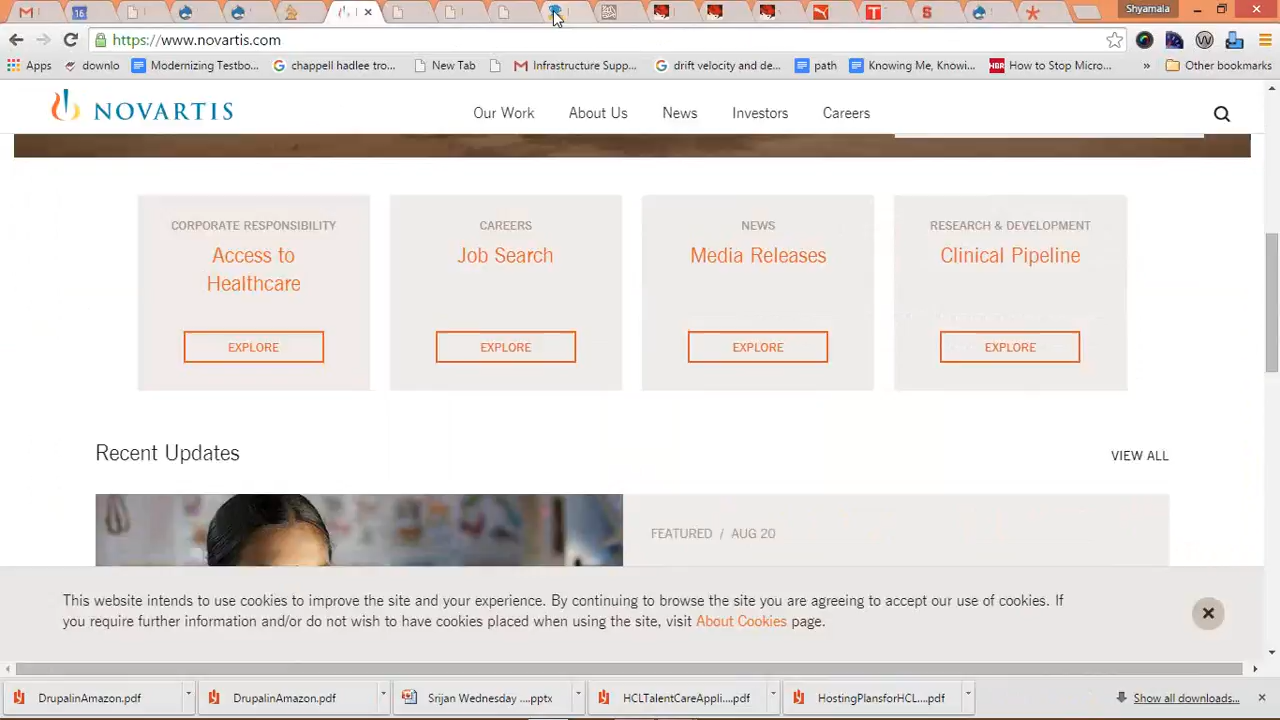 Shyamala
https://www.novartis.com
Apps downlo Modernizing Testbo... chappell hadlee tro... New Tab Infrastructure Supp... drift velocity and de... path Knowing Me, Knowi... HBR How to Stop Micro... » Other bookmarks
NOVARTIS Our Work About Us News Investors Careers
CORPORATE RESPONSIBILITY
Access to
Healthcare
EXPLORE
CAREERS
Job Search
EXPLORE
NEWS
Media Releases
EXPLORE
RESEARCH & DEVELOPMENT
Clinical Pipeline
EXPLORE
Recent Updates VIEW ALL
FEATURED / AUG 20
This website intends to use cookies to improve the site and your experience. By continuing to browse the site you are agreeing to accept our use of cookies. If
you require further information and/or do not wish to have cookies placed when using the site, visit About Cookies page.
DrupalinAmazon.pdf DrupalinAmazon.pdf Srijan Wednesday ....pptx HCLTalentCareAppli....pdf HostingPlansforHCL....pdf Show all downloads...